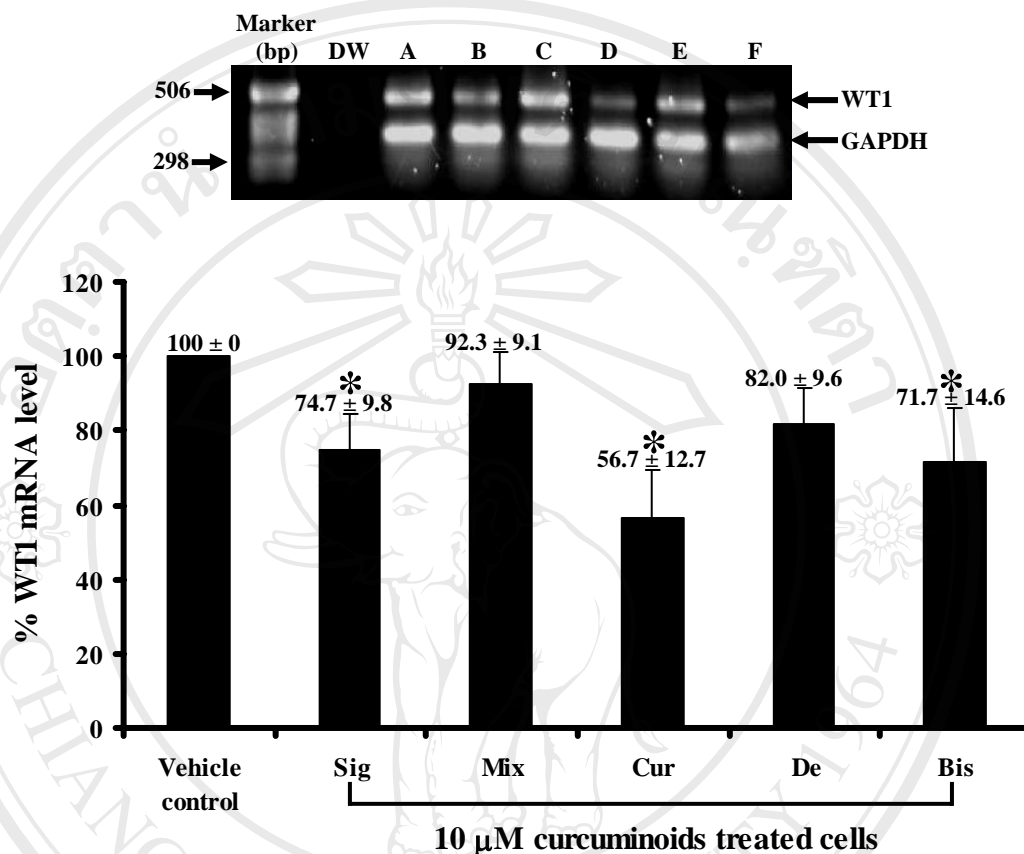 Marker
(bp) DW A B C D E F
506
WT1
GAPDH
298
% WT1 mRNA level
120
100
80
60
40
20
0
100 ± 0
*
74.7 ± 9.8
92.3 ± 9.1
*
56.7 ± 12.7
82.0 ± 9.6
*
71.7 ± 14.6
Vehicle
control
Sig
Mix
Cur
De
Bis
10 μM curcuminoids treated cells
CHIANG
1964